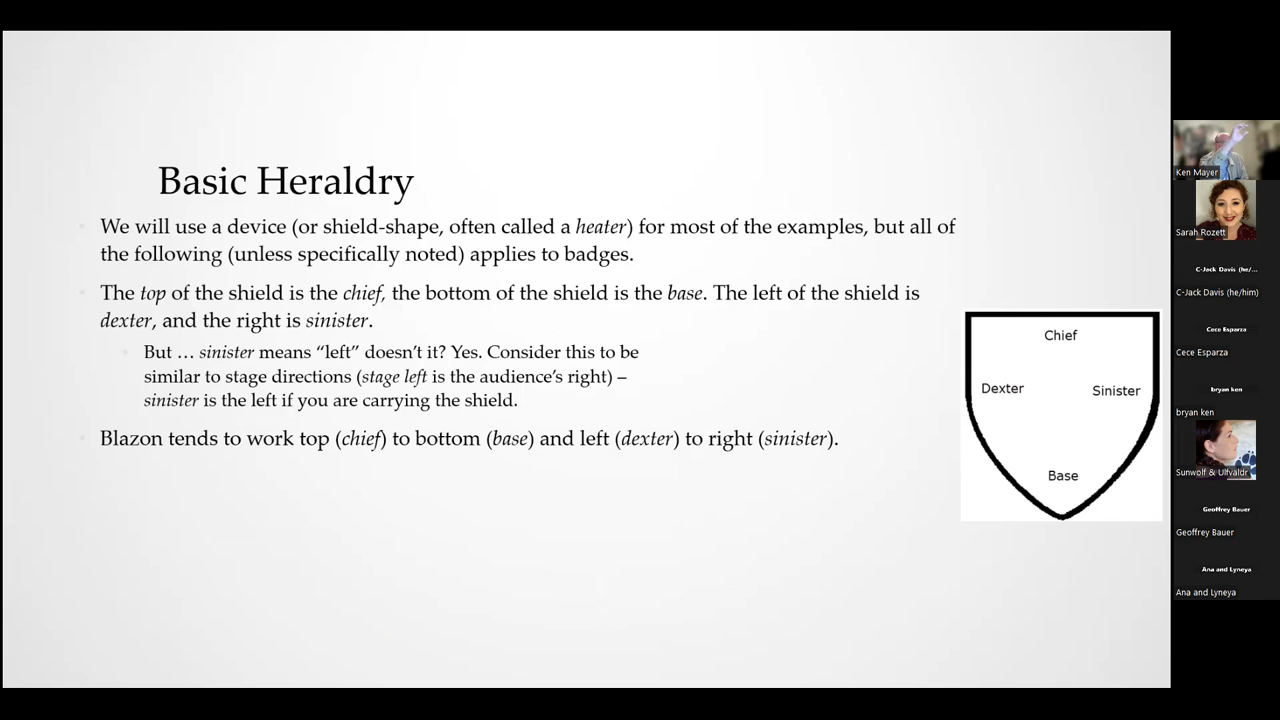 Basic Heraldry
We will use a device (or shield-shape, often called a heater) for most of the examples, but all of
the following (unless specifically noted) applies to badges.
The top of the shield is the chief, the bottom of the shield is the base. The left of the shield is
dexter, and the right is sinister.
But … sinister means “left” doesn’t it? Yes. Consider this to be
similar to stage directions (stage left is the audience’s right) –
sinister is the left if you are carrying the shield.
Blazon tends to work top (chief) to bottom (base) and left (dexter) to right (sinister).
Chief
Dexter
Sinister
Base
Ken Mayer
Sarah Rozett
C-Jack Davis (he/...
C-Jack Davis (he/him)
Cece Esparza
Cece Esparza
bryan ken
bryan ken
Sunwolf & Ulfvaldr
Geoffrey Bauer
Geoffrey Bauer
Ana and Lyneya
Ana and Lyneya